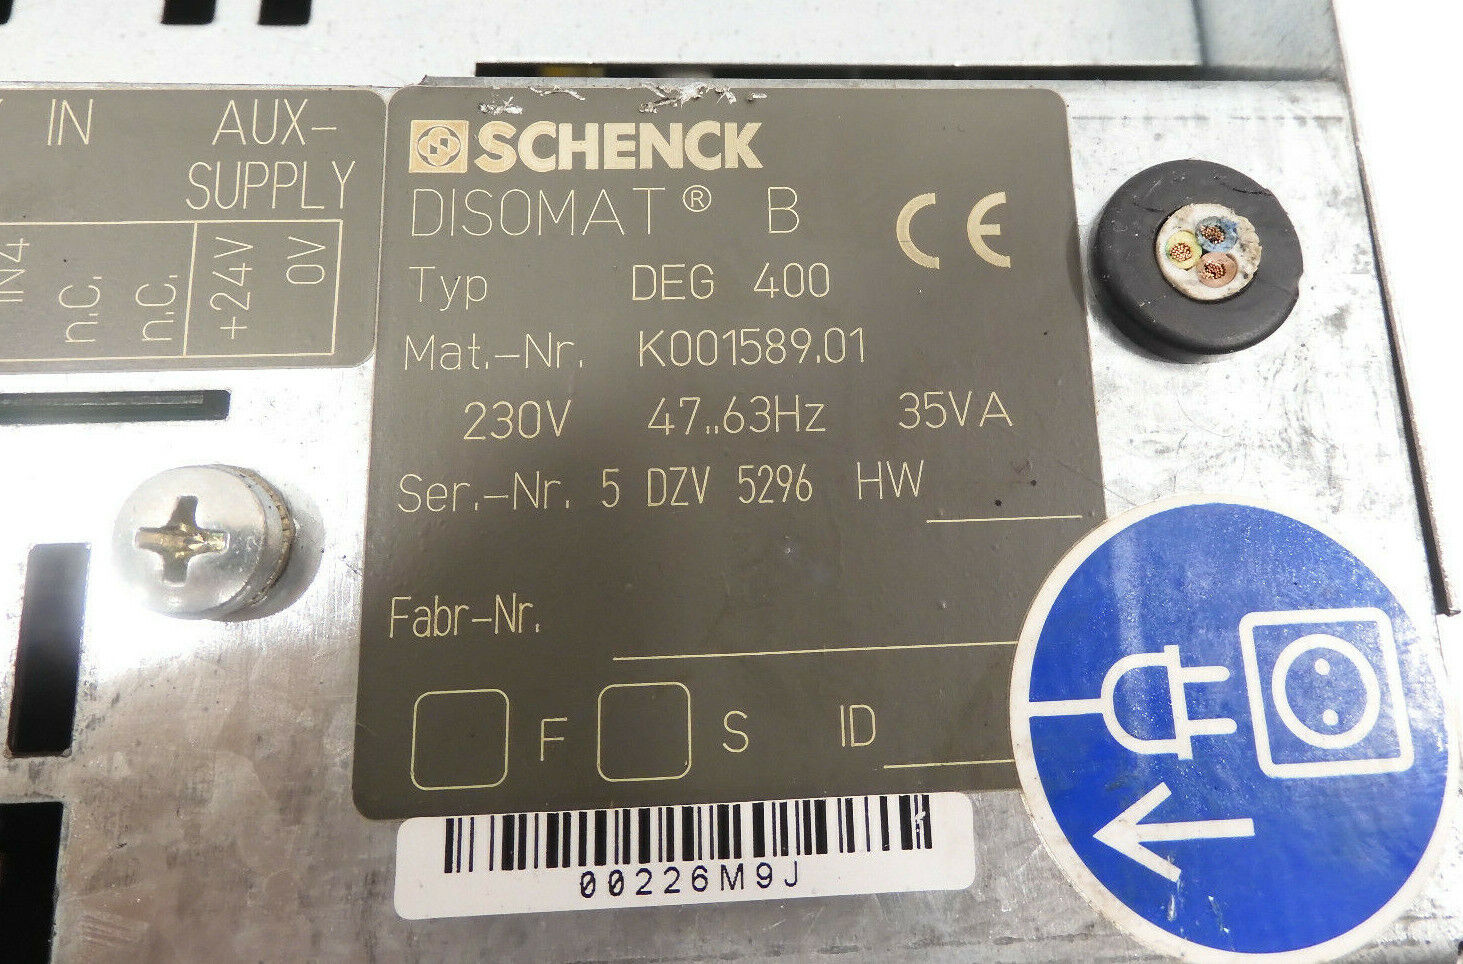 IN AUX-
SUPPLY
IN4 n.C. n.C. +24V 0V
SCHENCK
DISOMAT® B
CE
Typ DEG 400
Mat.-Nr. K001589.01
230V 47..63Hz 35VA
Ser.-Nr. 5 DZV 5296 HW
Fabr-Nr.
F S ID
00226M9J